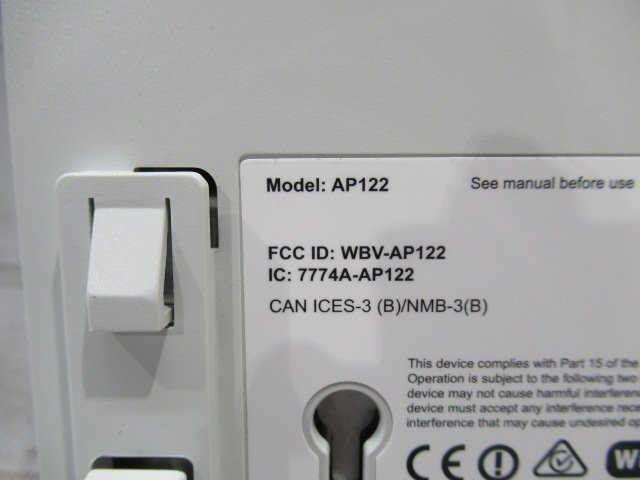 Model: AP122
See manual before use
FCC ID: WBV-AP122
IC: 7774A-AP122
CAN ICES-3 (B)/NMB-3(B)
This device complies with Part 15 of the
Operation is subject to the following two
device may not cause harmful interference
device must accept any interference
interference that may cause undesired
CE